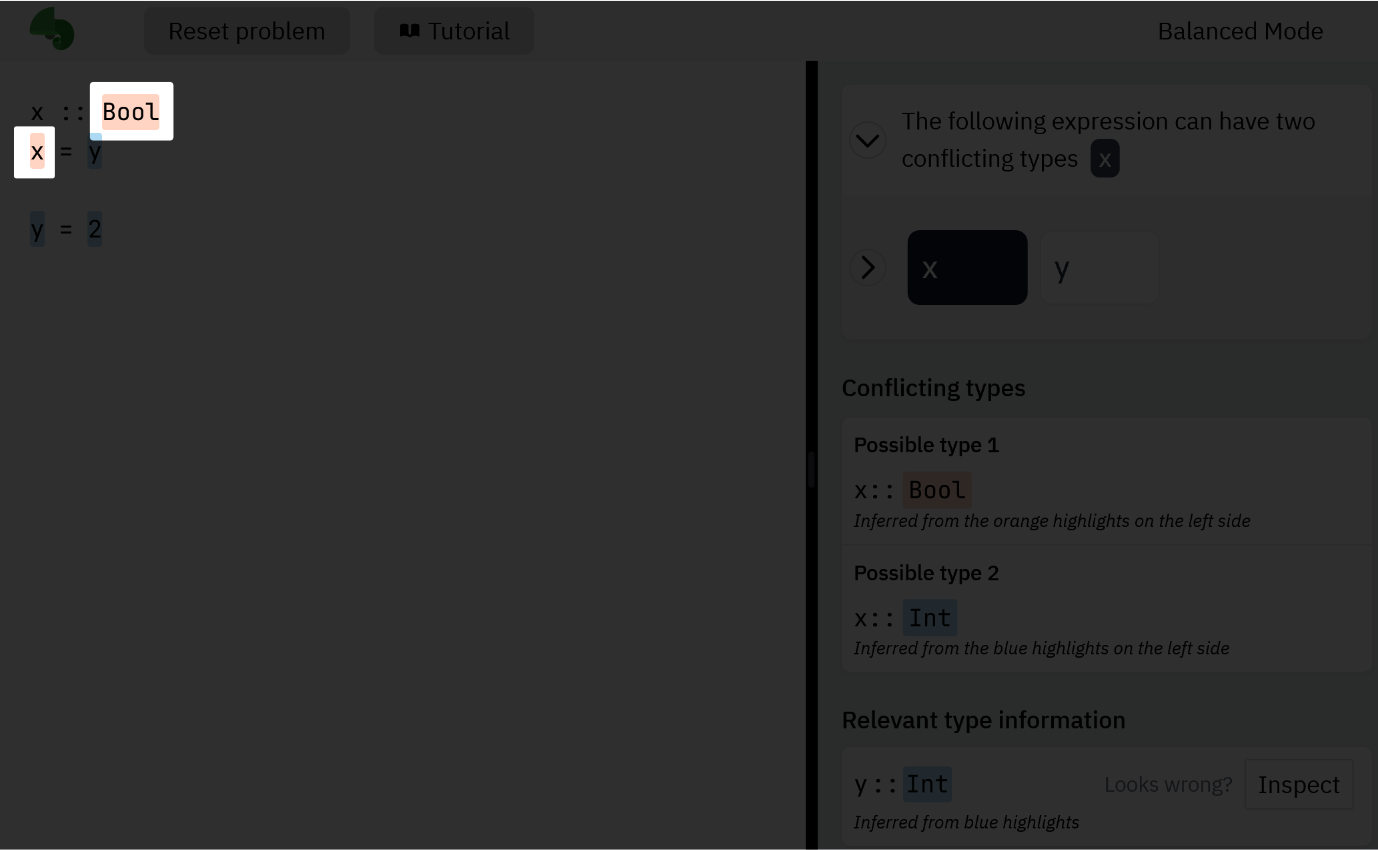 Reset problem Tutorial Balanced Mode
x :: Bool
x = y
y = 2
The following expression can have two
conflicting types x
x y
Conflicting types
Possible type 1
x:: Bool
Inferred from the orange highlights on the left side
Possible type 2
x:: Int
Inferred from the blue highlights on the left side
Relevant type information
y:: Int Looks wrong? Inspect
Inferred from blue highlights